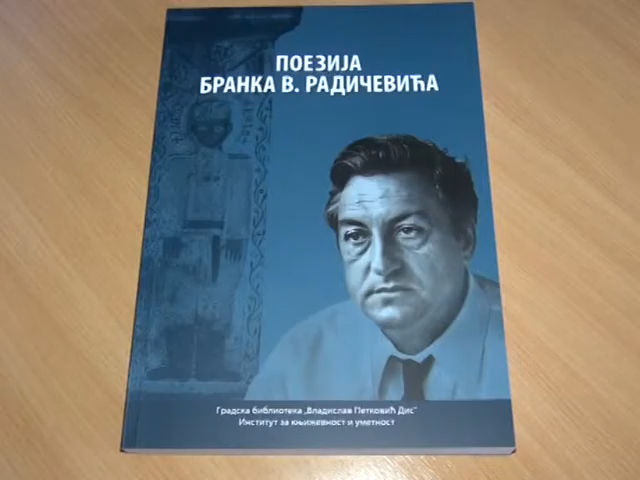 ПОЕЗИЈА
БРАНКА В. РАДИЧЕВИЋА
Градска библиотека „Владислав Петковић Дис“
Институт за књижевност и уметност